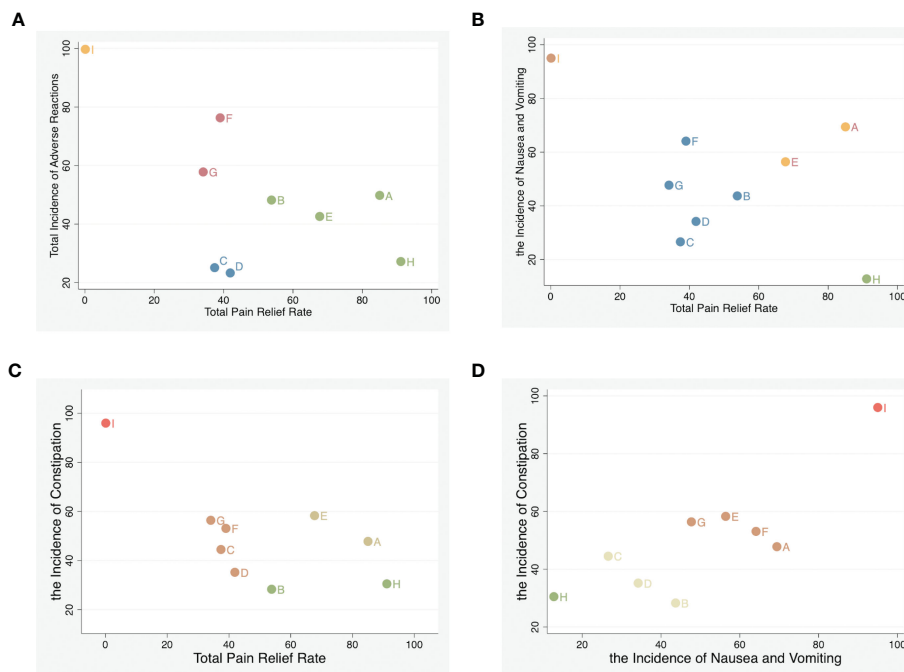 A
Total Incidence of Adverse Reactions
100
80
60
40
20
I
F
G
B
A
E
C
D
H
0
20
40
60
80
100
Total Pain Relief Rate
B
the Incidence of Nausea and Vomiting
100
80
60
40
20
I
A
F
E
G
B
D
C
H
0
20
40
60
80
100
Total Pain Relief Rate
C
the Incidence of Constipation
100
80
60
40
20
I
G
F
E
C
A
D
B
H
0
20
40
60
80
100
Total Pain Relief Rate
D
the Incidence of Constipation
100
80
60
40
20
I
G
E
F
A
C
D
H
B
20
40
60
80
100
the Incidence of Nausea and Vomiting